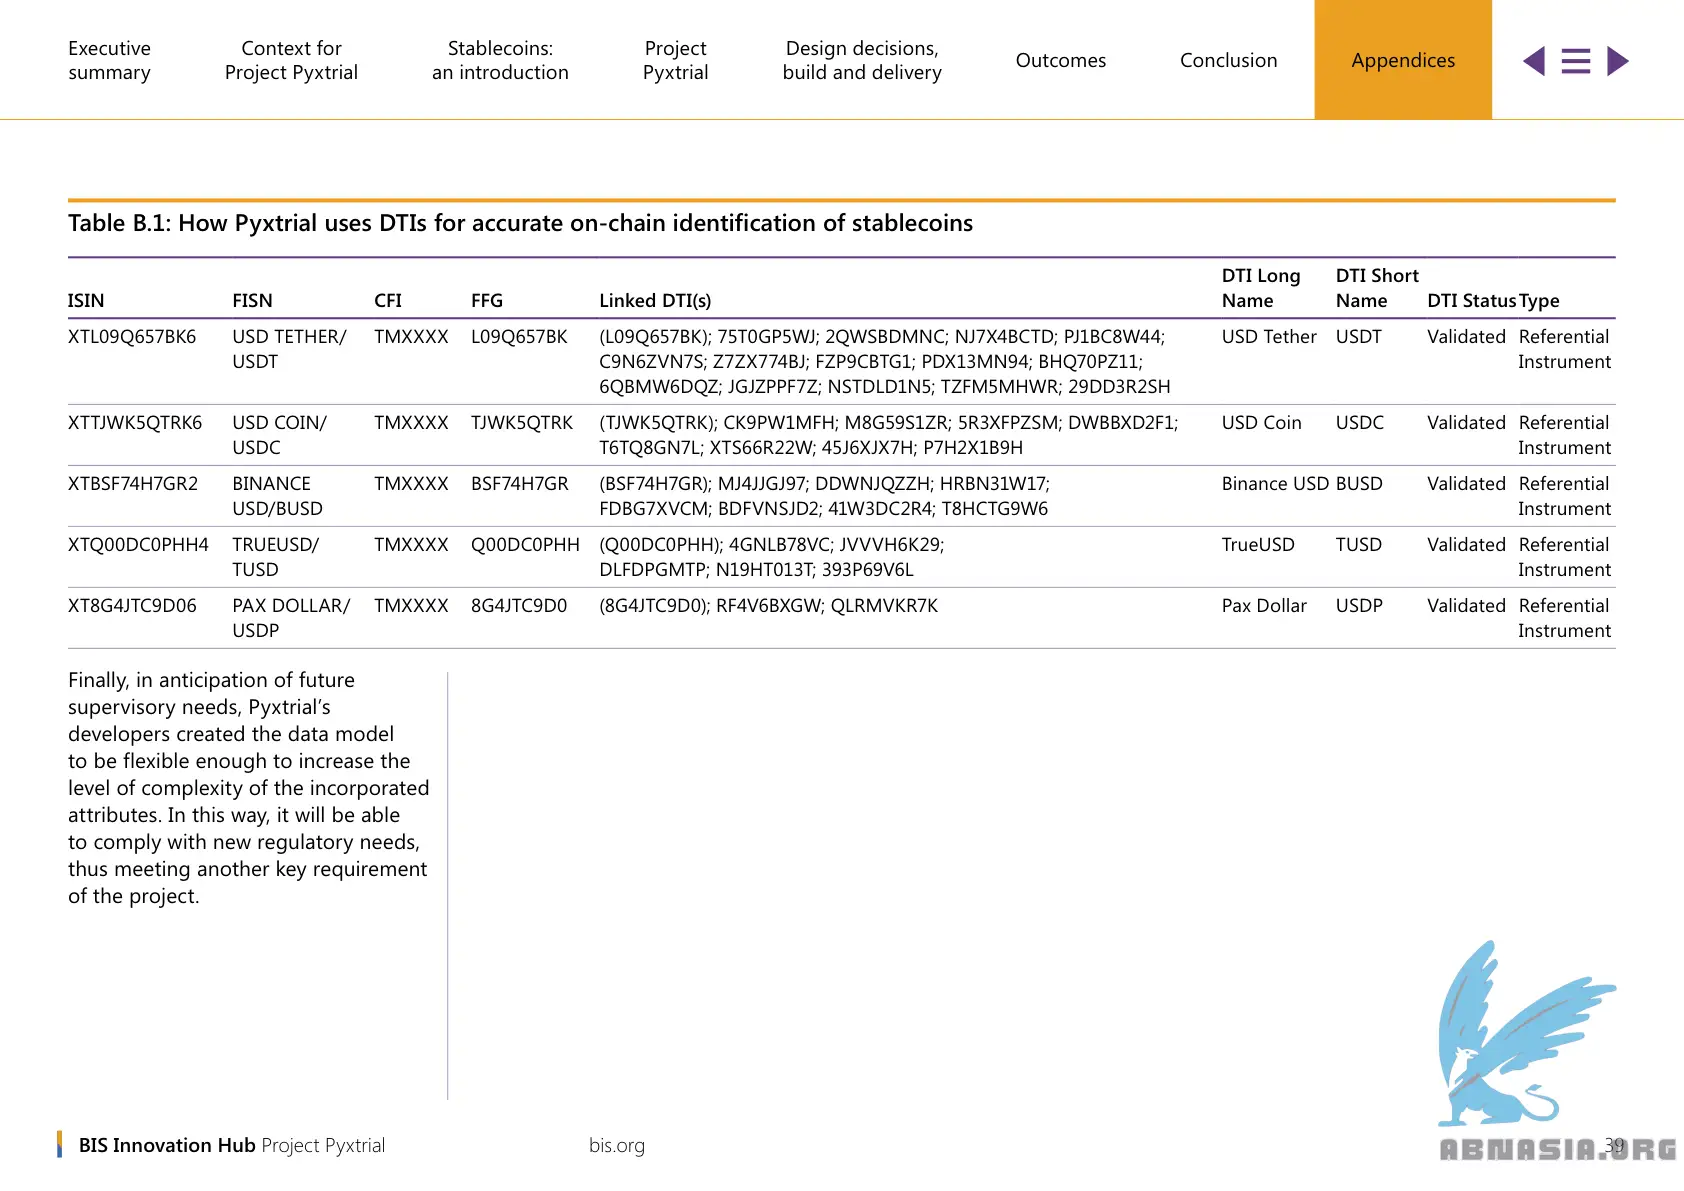 Executive summary
Context for Project Pyxtrial
Stablecoins: an introduction
Project Pyxtrial
Design decisions, build and delivery
Outcomes
Conclusion
Appendices
Table B.1: How Pyxtrial uses DTIs for accurate on-chain identification of stablecoins
ISIN FISN CFI FFG Linked DTI(s) DTI Long Name DTI Short Name DTI Status Type
XTL09Q657BK6 USD TETHER/ TMXXXX L09Q657BK (L09Q657BK); 75T0GP5WJ; 2QWSBDMNC; NJ7X4BCTD; PJ1BC8W44; USD Tether USDT Validated Referential
USDT C9N6ZVN7S; Z7ZX774BJ; FZP9CBTG1; PDX13MN94; BHQ70PZ11; Instrument
6QBMW6DQZ; JGJZPPF7Z; NSTDLD1N5; TZFM5MHWR; 29DD3R2SH
XTTJWK5QTRK6 USD COIN/ TMXXXX TJWK5QTRK (TJWK5QTRK); CK9PW1MFH; M8G59S1ZR; 5R3XFPZSM; DWBBXD2F1; USD Coin USDC Validated Referential
USDC T6TQ8GN7L; XTS66R22W; 45J6XJX7H; P7H2X1B9H Instrument
XTBSF74H7GR2 BINANCE TMXXXX BSF74H7GR (BSF74H7GR); MJ4JJGJ97; DDWNJQZZH; HRBN31W17; Binance USD BUSD Validated Referential
USD/BUSD FDBG7XVCM; BDFVNSJD2; 41W3DC2R4; T8HCTG9W6 Instrument
XTQ00DC0PHH4 TRUEUSD/ TMXXXX Q00DC0PHH (Q00DC0PHH); 4GNLB78VC; JVVVH6K29; TrueUSD TUSD Validated Referential
TUSD DLFDPGMTP; N19HT013T; 393P69V6L Instrument
XT8G4JTC9D06 PAX DOLLAR/ TMXXXX 8G4JTC9D0 (8G4JTC9D0); RF4V6BXGW; QLRMVKR7K Pax Dollar USDP Validated Referential
USDP Instrument
Finally, in anticipation of future
supervisory needs, Pyxtrial’s
developers created the data model
to be flexible enough to increase the
level of complexity of the incorporated
attributes. In this way, it will be able
to comply with new regulatory needs,
thus meeting another key requirement
of the project.
BIS Innovation Hub Project Pyxtrial bis.org 39
ABNASIA.ORG